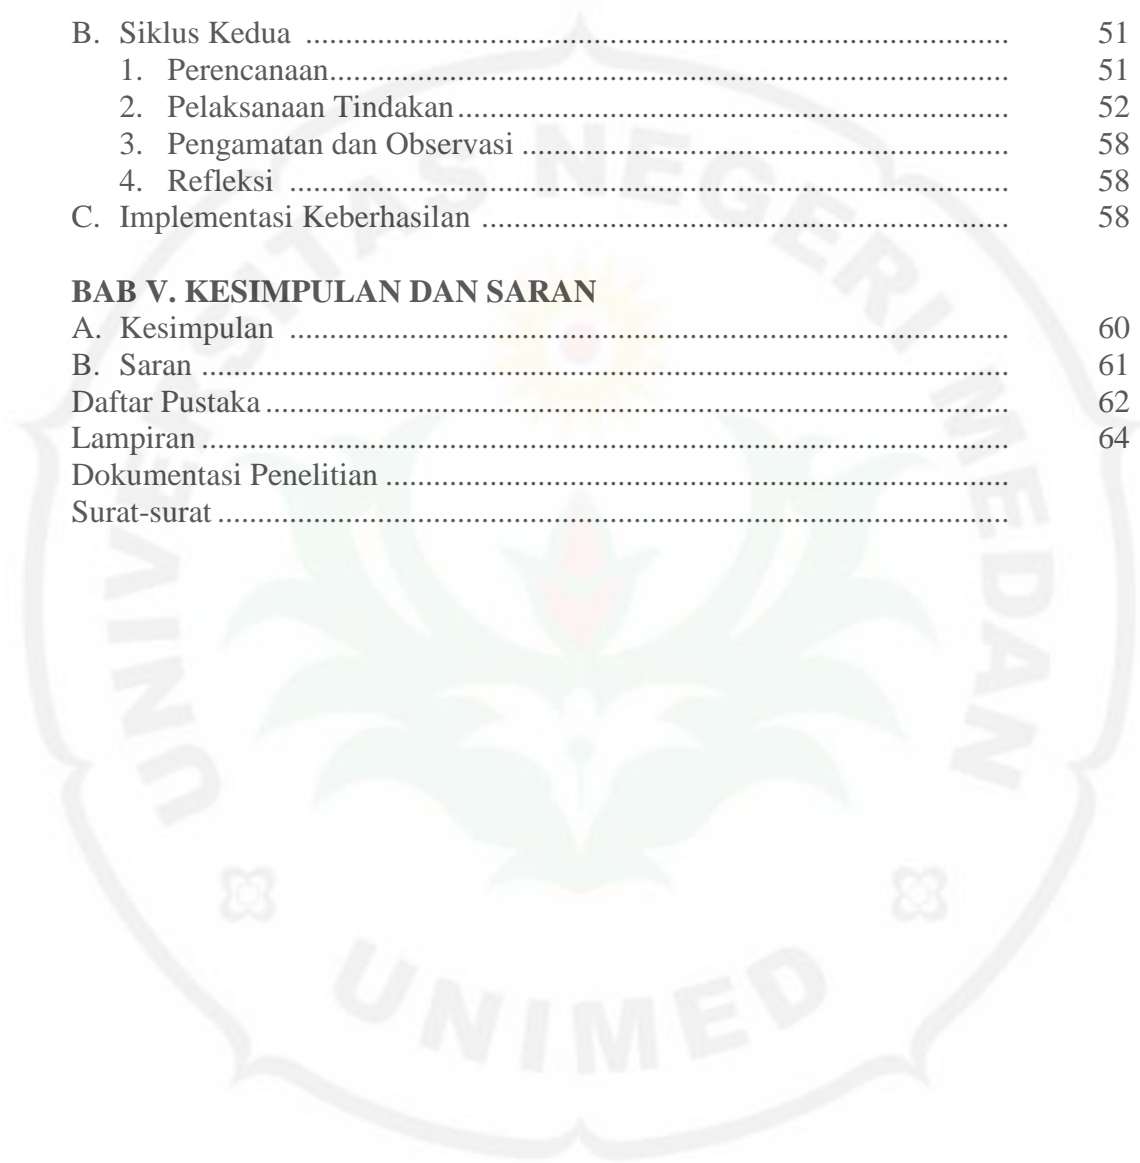 B. Siklus Kedua ........................................................................................ 51
1. Perencanaan..................................................................................... 51
2. Pelaksanaan Tindakan..................................................................... 52
3. Pengamatan dan Observasi ............................................................. 58
4. Refleksi .......................................................................................... 58
C. Implementasi Keberhasilan .................................................................. 58
BAB V. KESIMPULAN DAN SARAN
A. Kesimpulan .......................................................................................... 60
B. Saran ..................................................................................................... 61
Daftar Pustaka ............................................................................................. 62
Lampiran ..................................................................................................... 64
Dokumentasi Penelitian ..............................................................................
Surat-surat ...................................................................................................
UNIVERSITAS NEGERI MEDAN
UNIMED